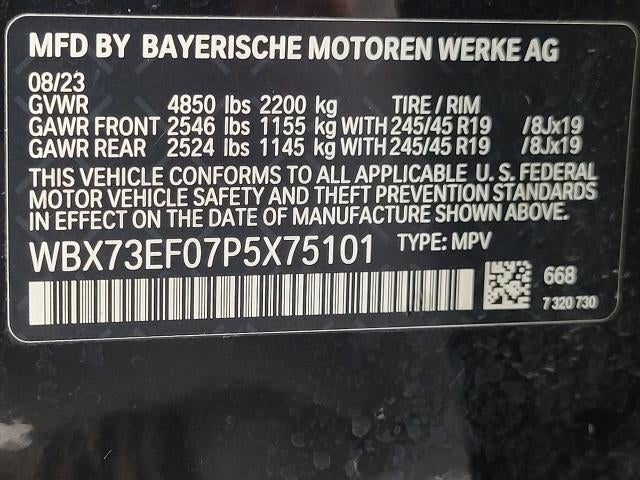 MFD BY BAYERISCHE MOTOREN WERKE AG
08/23
GVWR 4850 lbs 2200 kg TIRE / RIM
GAWR FRONT 2546 lbs 1155 kg WITH 245/45 R19 /8Jx19
GAWR REAR 2524 lbs 1145 kg WITH 245/45 R19 /8Jx19
THIS VEHICLE CONFORMS TO ALL APPLICABLE U. S. FEDERAL
MOTOR VEHICLE SAFETY AND THEFT PREVENTION STANDARDS
IN EFFECT ON THE DATE OF MANUFACTURE SHOWN ABOVE.
WBX73EF07P5X75101 TYPE: MPV
668
7 320 730